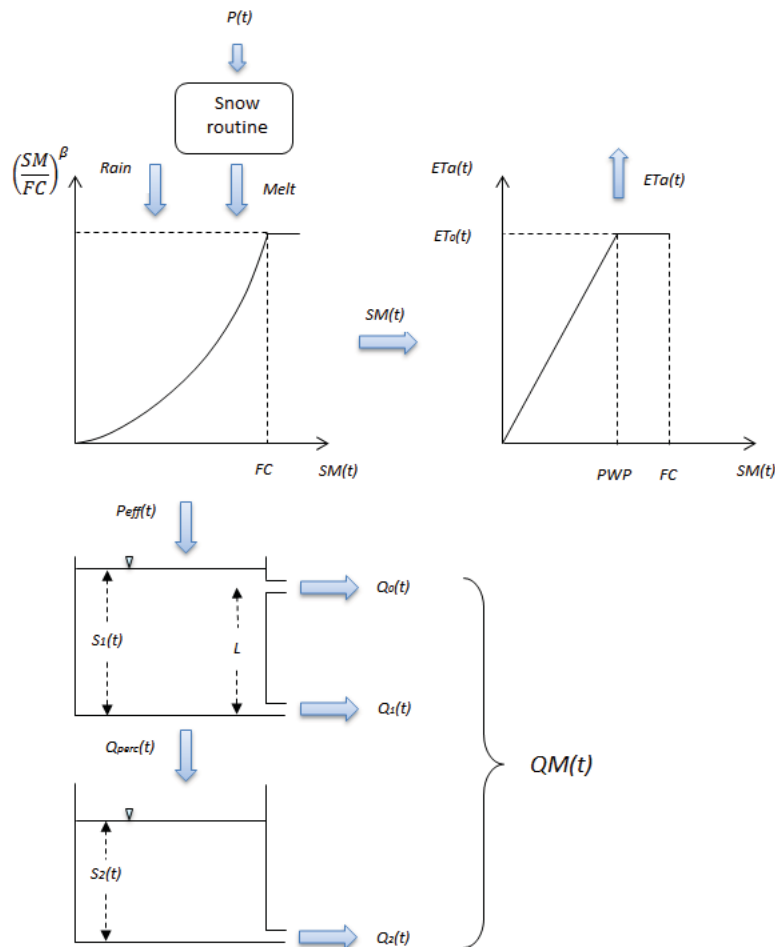 P(t)
Snow
routine
(SM/FC)^β
Rain
Melt
FC
SM(t)
SM(t)
ETa(t)
ETa(t)
ET₀(t)
PWP
FC
SM(t)
Peff(t)
S₁(t)
L
Q₀(t)
Q₁(t)
Qperc(t)
S₂(t)
Q₂(t)
QM(t)